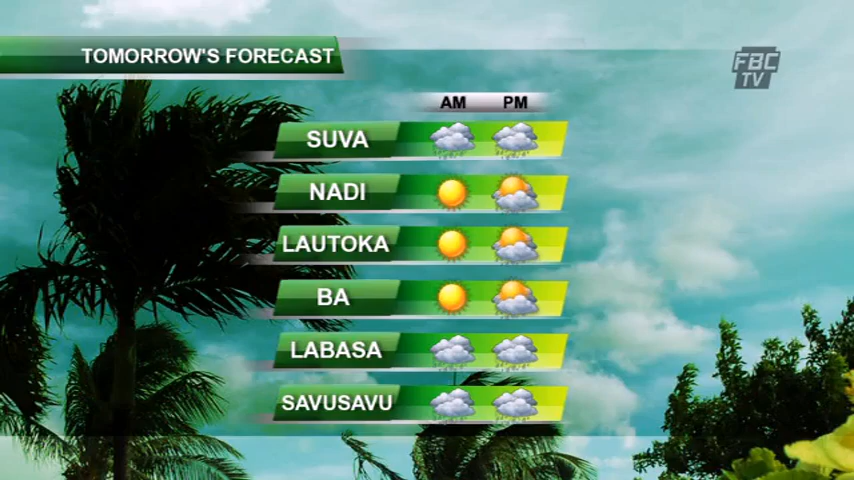 TOMORROW'S FORECAST
FBC
TV
AM PM
SUVA
NADI
LAUTOKA
BA
LABASA
SAVUSAVU